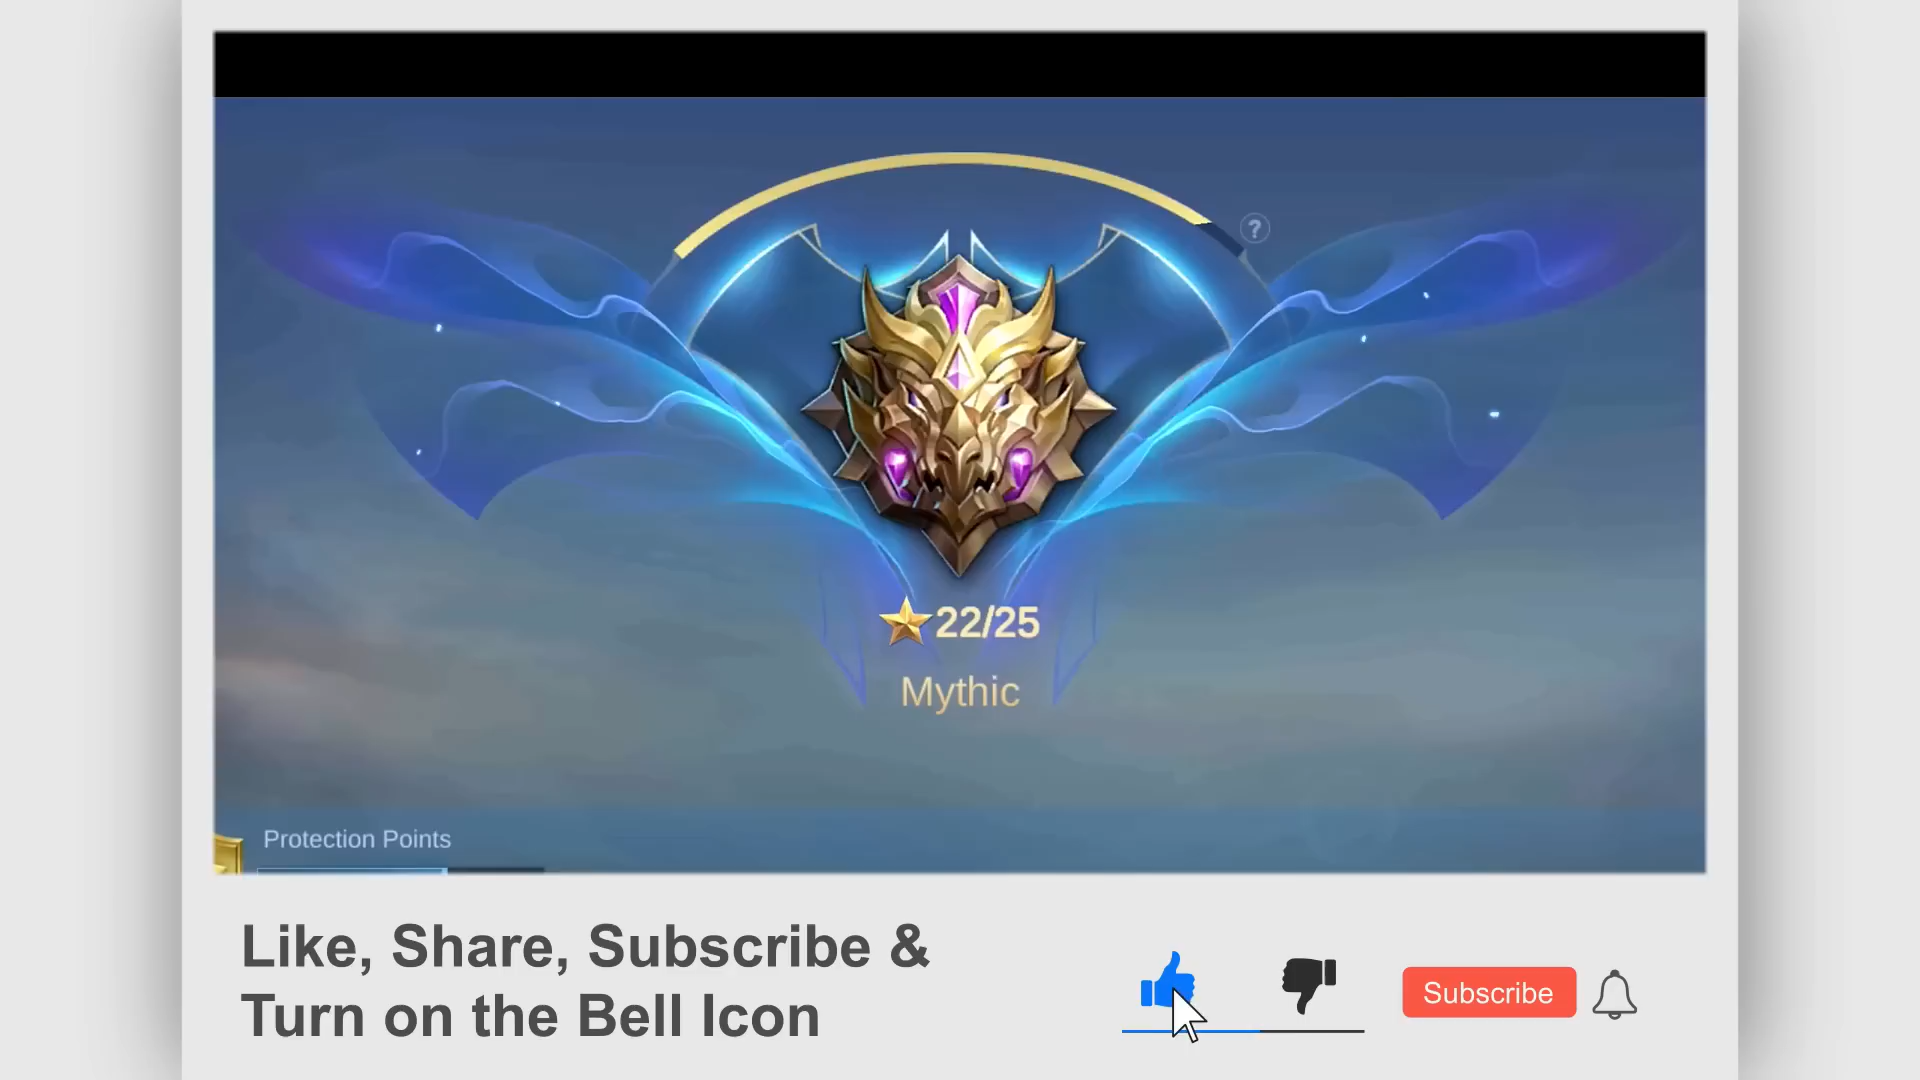 ?
22/25
Mythic
Protection Points
Like, Share, Subscribe &
Turn on the Bell Icon
Subscribe